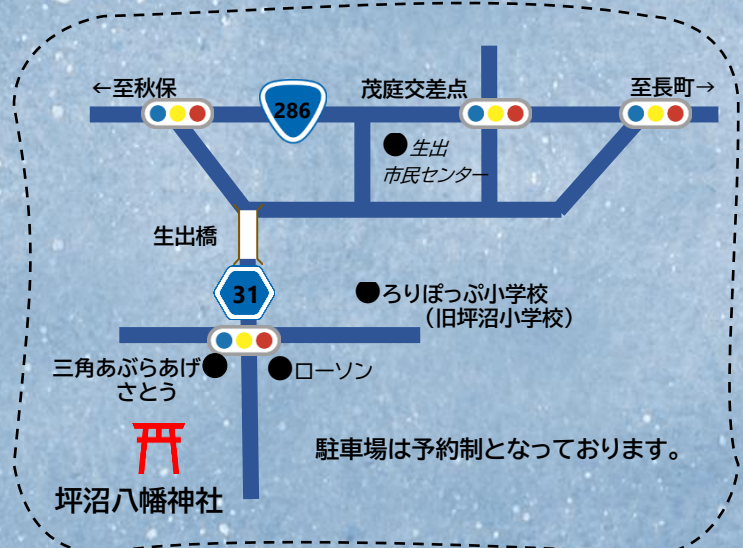 ←至秋保
286
茂庭交差点
至長町→
生出
市民センター
生出橋
31
ろりぽっぷ小学校
（旧坪沼小学校）
三角あぶらあげ
さとう
ローソン
駐車場は予約制となっております。
坪沼八幡神社